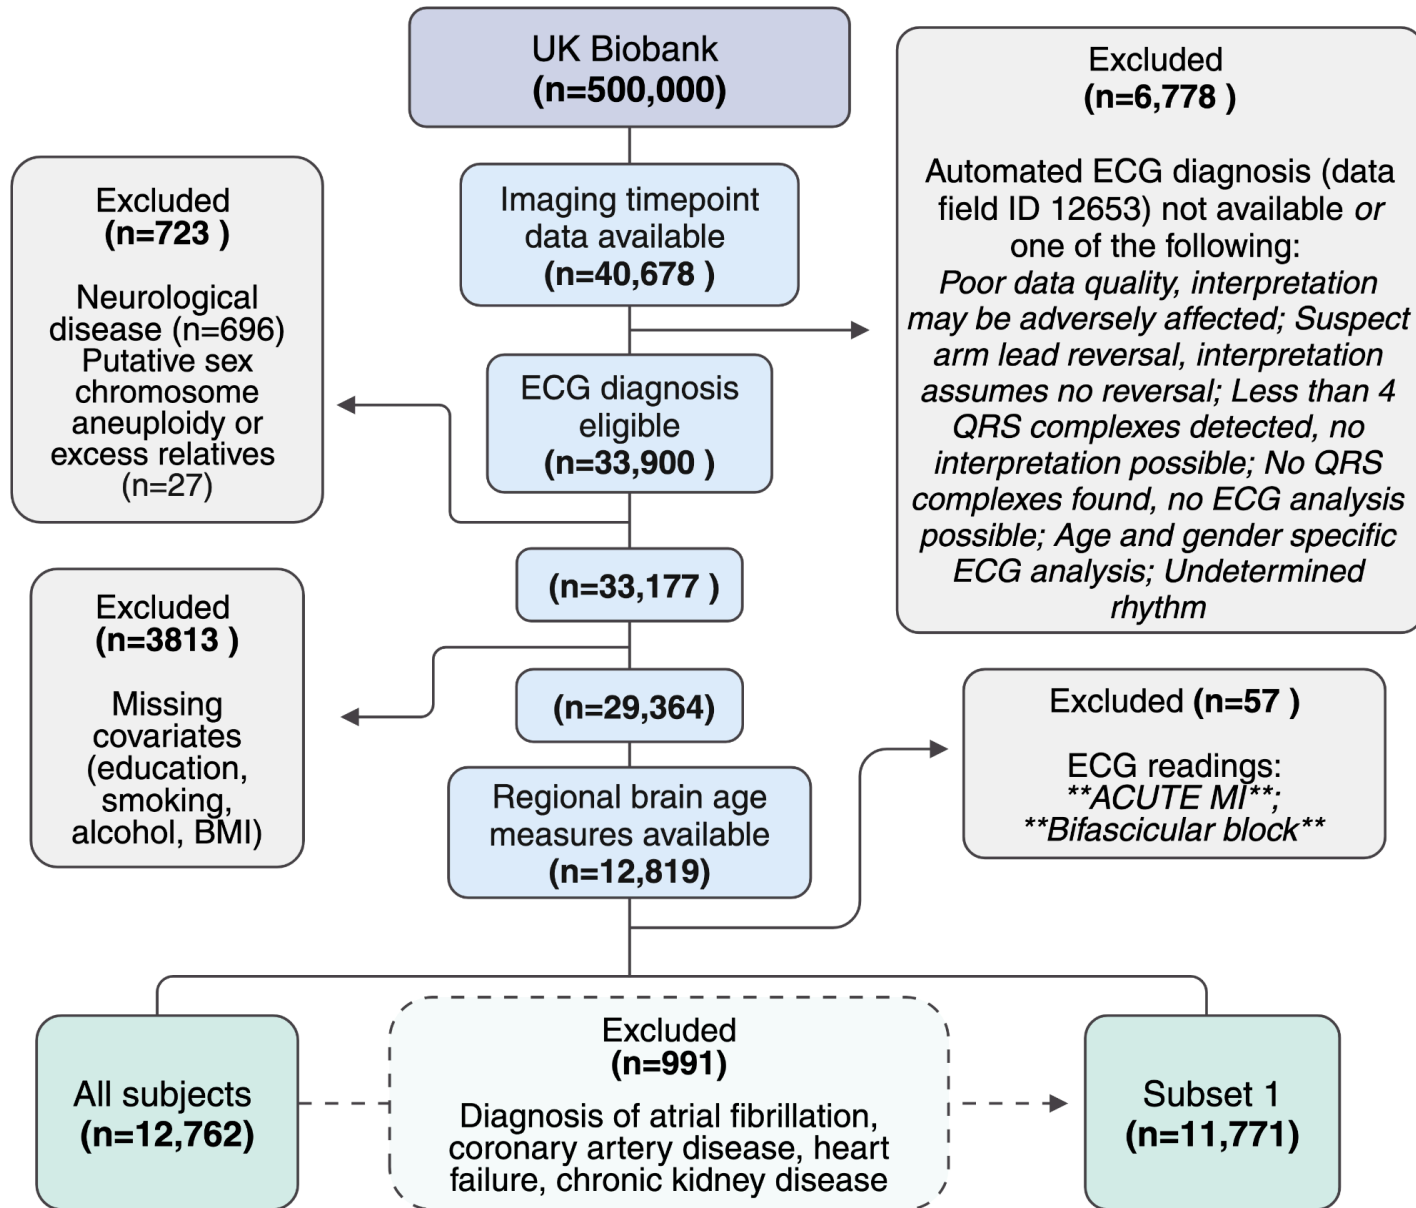 UK Biobank
(n=500,000)
Excluded
(n=6,778 )
Automated ECG diagnosis (data
field ID 12653) not available or
one of the following:
Poor data quality, interpretation
may be adversely affected; Suspect
arm lead reversal, interpretation
assumes no reversal; Less than 4
QRS complexes detected, no
interpretation possible; No QRS
complexes found, no ECG analysis
possible; Age and gender specific
ECG analysis; Undetermined
rhythm
Imaging timepoint
data available
(n=40,678 )
Excluded
(n=723 )
Neurological
disease (n=696)
Putative sex
chromosome
aneuploidy or
excess relatives
(n=27)
ECG diagnosis
eligible
(n=33,900 )
(n=33,177 )
Excluded
(n=3813 )
Missing
covariates
(education,
smoking,
alcohol, BMI)
(n=29,364)
Excluded (n=57 )
ECG readings:
**ACUTE MI**;
**Bifascicular block**
Regional brain age
measures available
(n=12,819)
All subjects
(n=12,762)
Excluded
(n=991)
Diagnosis of atrial fibrillation,
coronary artery disease, heart
failure, chronic kidney disease
Subset 1
(n=11,771)